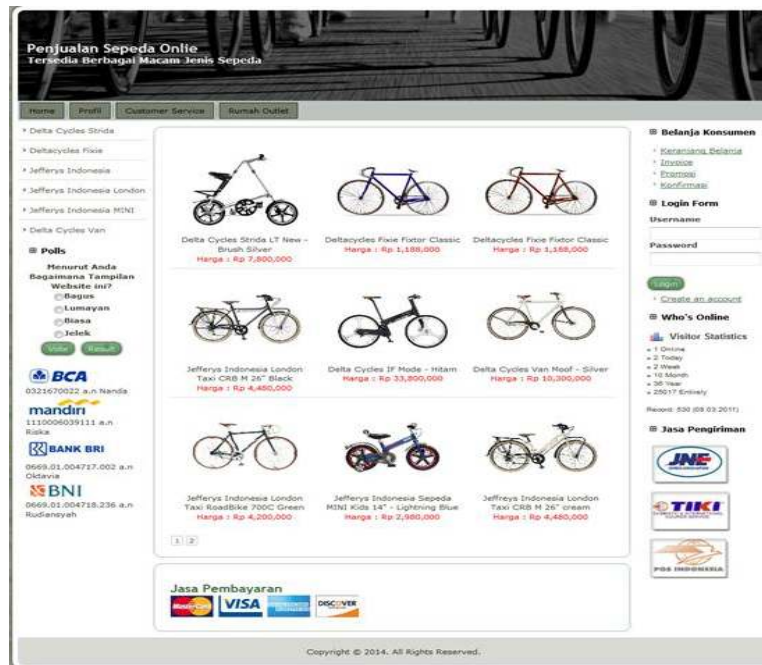 Penjualan Sepeda Onlie
Tersedia Berbagai Macam Jenis Sepeda
Home Profil Customer Service Rumah Outlet
Delta Cycles Strida
Deltacycles Fixie
Jefferys Indonesia
Jefferys Indonesia London
Jefferys Indonesia MINI
Delta Cycles Van
Polls
Menurut Anda
Bagaimana Tampilan
Website ini?
Bagus
Lumayan
Biasa
Jelek
Vote Result
BCA
0321670022 a.n Nanda
mandiri
1110006039111 a.n
Riska
BANK BRI
0669.01.004717.002 a.n
Oktavia
BNI
0669.01.004718.236 a.n
Rudiansyah
Delta Cycles Strida LT New -
Brush Silver
Harga : Rp 7,800,000
Deltacycles Fixie Fixtor Classic
Harga : Rp 1,188,000
Deltacycles Fixie Fixtor Classic
Harga : Rp 1,188,000
Jefferys Indonesia London
Taxi CRB M 26" Black
Harga : Rp 4,480,000
Delta Cycles IF Mode - Hitam
Harga : Rp 33,800,000
Delta Cycles Van Moof - Silver
Harga : Rp 10,300,000
Jefferys Indonesia London
Taxi RoadBike 700C Green
Harga : Rp 4,200,000
Jefferys Indonesia Sepeda
MINI Kids 14" - Lightning Blue
Harga : Rp 2,980,000
Jeffreys Indonesia London
Taxi CRB M 26" cream
Harga : Rp 4,480,000
1 2
Jasa Pembayaran
MasterCard VISA DISCOVER
Belanja Konsumen
Keranjang Belanja
Invoice
Promosi
Konfirmasi
Login Form
Username
Password
Login
Create an account
Who's Online
Visitor Statistics
1 Online
2 Today
2 Week
10 Month
36 Year
25017 Entirely
Record: 530 (09.03.2011)
Jasa Pengiriman
JNE
TIKI
POS INDONESIA
Copyright © 2014. All Rights Reserved.